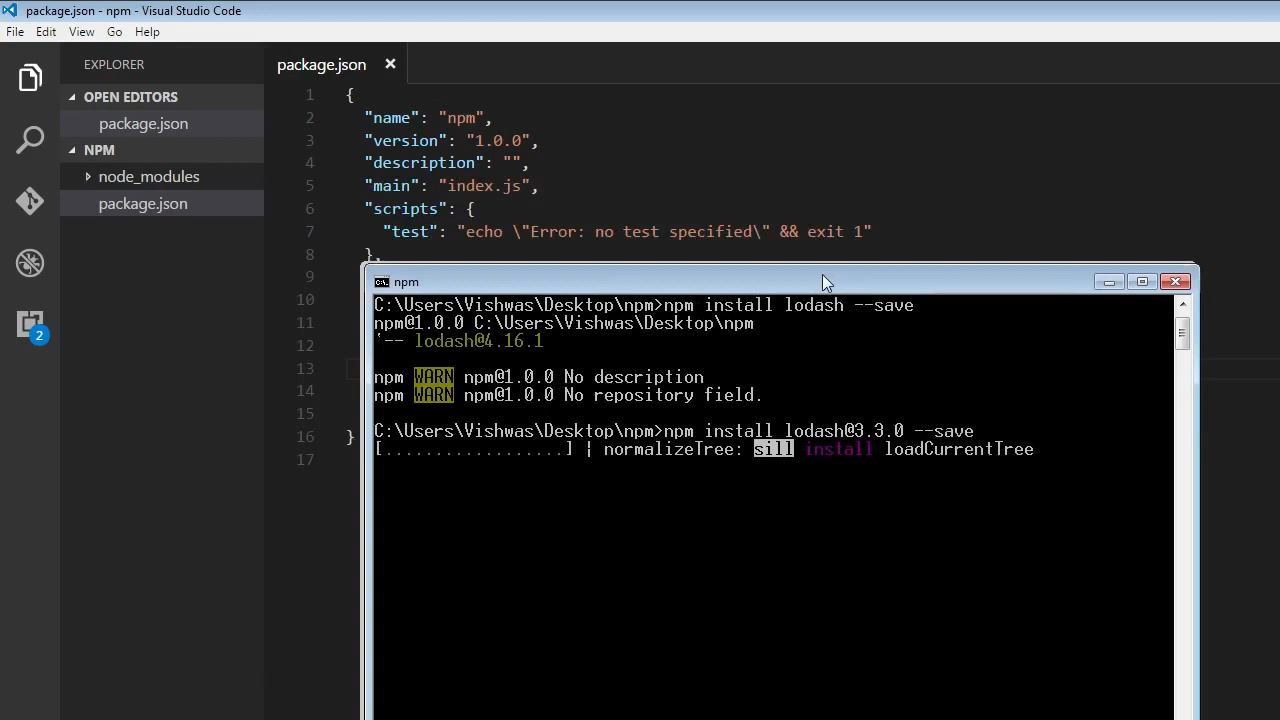 package.json - npm - Visual Studio Code
File Edit View Go Help
EXPLORER
OPEN EDITORS
package.json
NPM
node_modules
package.json
2
package.json
1 {
2 "name": "npm",
3 "version": "1.0.0",
4 "description": "",
5 "main": "index.js",
6 "scripts": {
7 "test": "echo \"Error: no test specified\" && exit 1"
8 },
9
10
11
12
13
14
15
16 }
17
npm
C:\Users\Vishwas\Desktop\npm>npm install lodash --save
npm@1.0.0 C:\Users\Vishwas\Desktop\npm
`-- lodash@4.16.1
npm WARN npm@1.0.0 No description
npm WARN npm@1.0.0 No repository field.
C:\Users\Vishwas\Desktop\npm>npm install lodash@3.3.0 --save
[..................] | normalizeTree: sill install loadCurrentTree